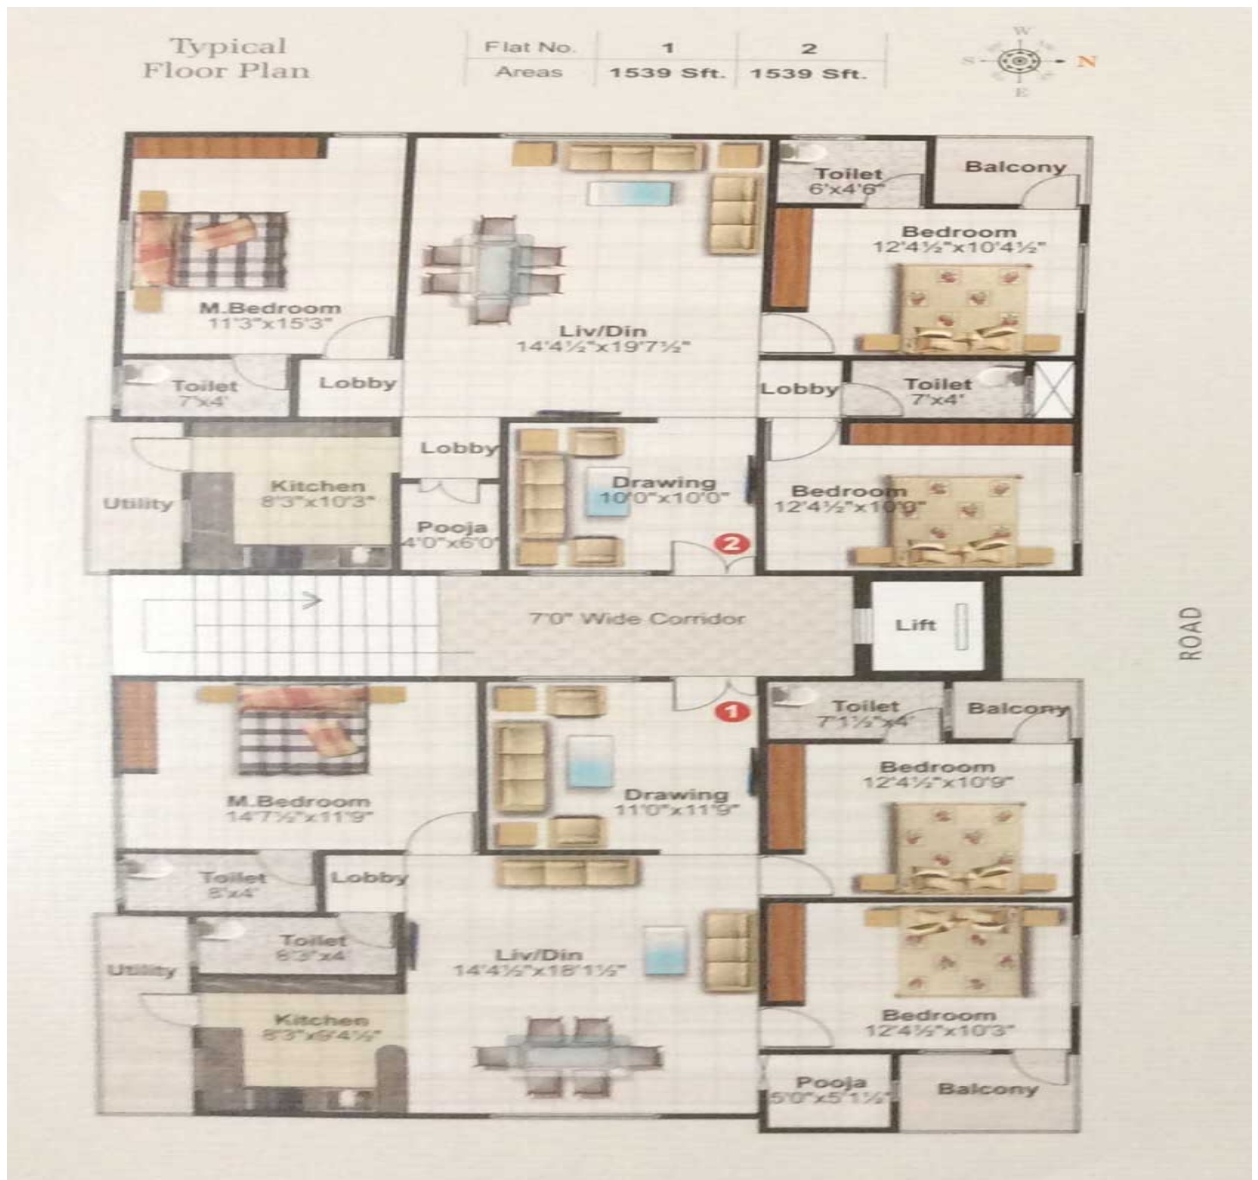 Typical
Floor Plan
Flat No. 1 2
Areas 1539 Sft. 1539 Sft.
W
S N
E
Toilet
6'x4'6"
Balcony
Bedroom
12'4½"x10'4½"
M.Bedroom
11'3"x15'3"
Liv/Din
14'4½"x19'7½"
Toilet
7'x4'
Lobby
Lobby
Toilet
7'x4'
Lobby
Utility
Kitchen
8'3"x10'3"
Pooja
4'0"x6'0"
Drawing
10'0"x10'0"
2
Bedroom
12'4½"x10'9"
7'0" Wide Corridor
Lift
ROAD
1
Toilet
7'1½"x4'
Balcony
M.Bedroom
14'7½"x11'9"
Drawing
11'0"x11'9"
Bedroom
12'4½"x10'9"
Toilet
8'x4'
Lobby
Utility
Toilet
8'3"x4'
Liv/Din
14'4½"x18'1½"
Kitchen
8'3"x9'4½"
Bedroom
12'4½"x10'3"
Pooja
5'0"x5'1½"
Balcony